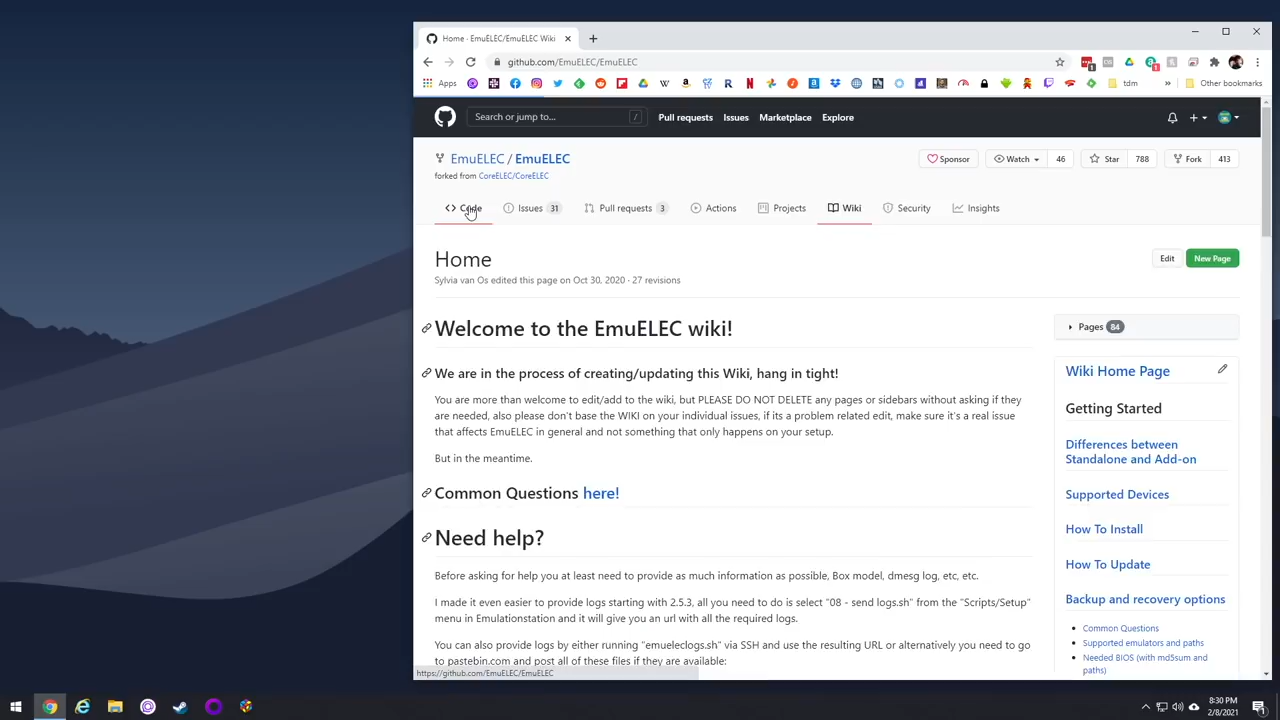 Home · EmuELEC/EmuELEC Wiki
github.com/EmuELEC/EmuELEC
Apps
tdm
Other bookmarks
Search or jump to...
/
Pull requests
Issues
Marketplace
Explore
EmuELEC / EmuELEC
forked from CoreELEC/CoreELEC
Sponsor
Watch 46
Star 788
Fork 413
Code
Issues 31
Pull requests 3
Actions
Projects
Wiki
Security
Insights
Home
Sylvia van Os edited this page on Oct 30, 2020 · 27 revisions
Edit
New Page
Welcome to the EmuELEC wiki!
We are in the process of creating/updating this Wiki, hang in tight!
You are more than welcome to edit/add to the wiki, but PLEASE DO NOT DELETE any pages or sidebars without asking if they
are needed, also please don't base the WIKI on your individual issues, if its a problem related edit, make sure it's a real issue
that affects EmuELEC in general and not something that only happens on your setup.
But in the meantime.
Common Questions here!
Need help?
Before asking for help you at least need to provide as much information as possible, Box model, dmesg log, etc, etc.
I made it even easier to provide logs starting with 2.5.3, all you need to do is select "08 - send logs.sh" from the "Scripts/Setup"
menu in Emulationstation and it will give you an url with all the required logs.
You can also provide logs by either running "emueleclogs.sh" via SSH and use the resulting URL or alternatively you need to go
to pastebin.com and post all of these files if they are available:
https://github.com/EmuELEC/EmuELEC
Pages 84
Wiki Home Page
Getting Started
Differences between
Standalone and Add-on
Supported Devices
How To Install
How To Update
Backup and recovery options
Common Questions
Supported emulators and paths
Needed BIOS (with md5sum and
paths)
8:30 PM
2/8/2021